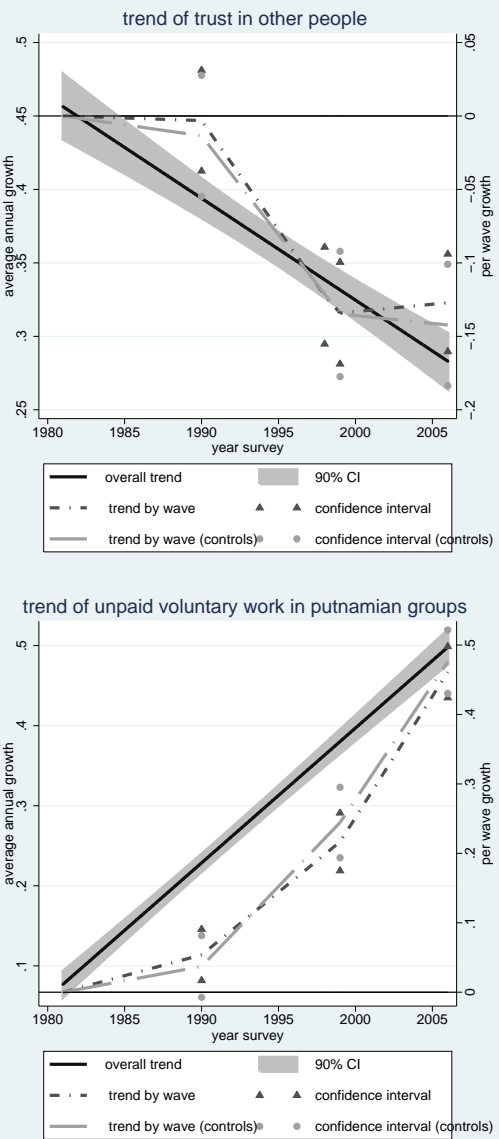 trend of trust in other people
.5
.45
.4
.35
.3
.25
average annual growth
.05
0
-.05
-.1
-.15
-.2
per wave growth
1980 1985 1990 1995 2000 2005
year survey
overall trend 90% CI
trend by wave confidence interval
trend by wave (controls) confidence interval (controls)
trend of unpaid voluntary work in putnamian groups
.5
.4
.3
.2
.1
average annual growth
.5
.4
.3
.2
.1
0
per wave growth
1980 1985 1990 1995 2000 2005
year survey
overall trend 90% CI
trend by wave confidence interval
trend by wave (controls) confidence interval (controls)